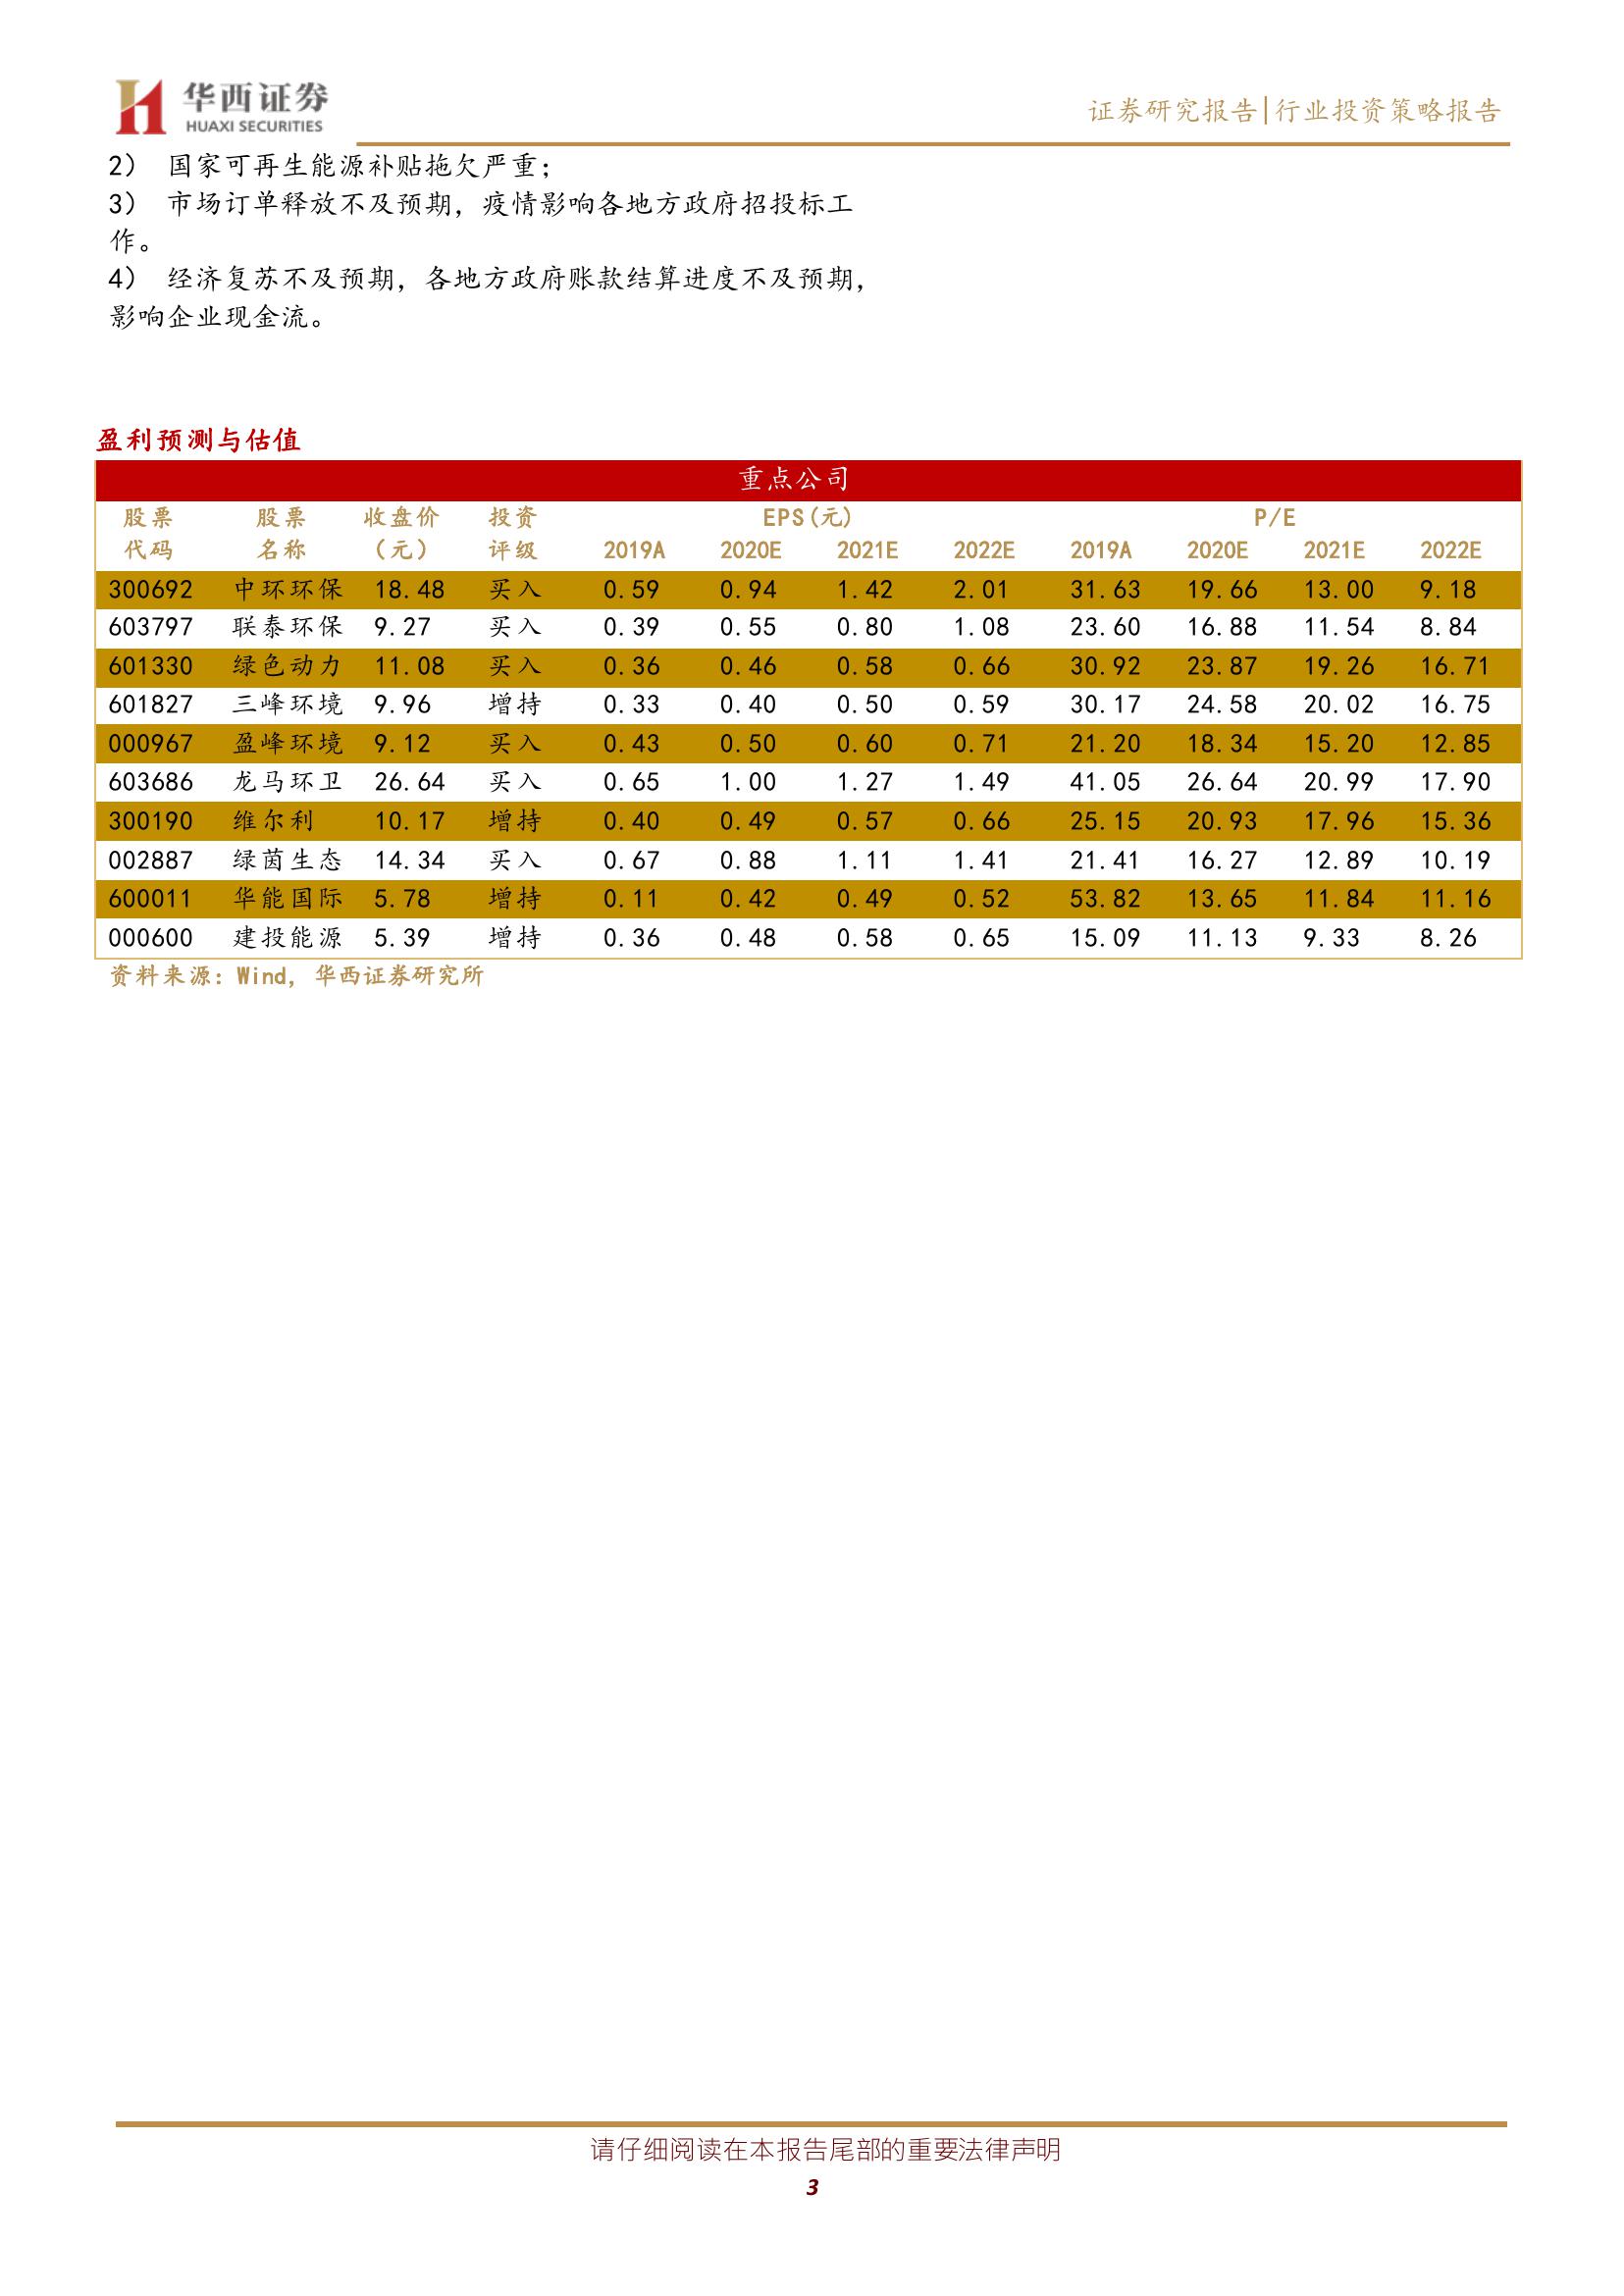 华西证券
HUAXI SECURITIES
证券研究报告|行业投资策略报告
2） 国家可再生能源补贴拖欠严重；
3） 市场订单释放不及预期，疫情影响各地方政府招投标工
作。
4） 经济复苏不及预期，各地方政府账款结算进度不及预期，
影响企业现金流。
盈利预测与估值
重点公司
股票 股票 收盘价 投资 EPS(元) P/E
代码 名称 （元） 评级 2019A 2020E 2021E 2022E 2019A 2020E 2021E 2022E
300692 中环环保 18.48 买入 0.59 0.94 1.42 2.01 31.63 19.66 13.00 9.18
603797 联泰环保 9.27 买入 0.39 0.55 0.80 1.08 23.60 16.88 11.54 8.84
601330 绿色动力 11.08 买入 0.36 0.46 0.58 0.66 30.92 23.87 19.26 16.71
601827 三峰环境 9.96 增持 0.33 0.40 0.50 0.59 30.17 24.58 20.02 16.75
000967 盈峰环境 9.12 买入 0.43 0.50 0.60 0.71 21.20 18.34 15.20 12.85
603686 龙马环卫 26.64 买入 0.65 1.00 1.27 1.49 41.05 26.64 20.99 17.90
300190 维尔利 10.17 增持 0.40 0.49 0.57 0.66 25.15 20.93 17.96 15.36
002887 绿茵生态 14.34 买入 0.67 0.88 1.11 1.41 21.41 16.27 12.89 10.19
600011 华能国际 5.78 增持 0.11 0.42 0.49 0.52 53.82 13.65 11.84 11.16
000600 建投能源 5.39 增持 0.36 0.48 0.58 0.65 15.09 11.13 9.33 8.26
资料来源：Wind，华西证券研究所
请仔细阅读在本报告尾部的重要法律声明
3